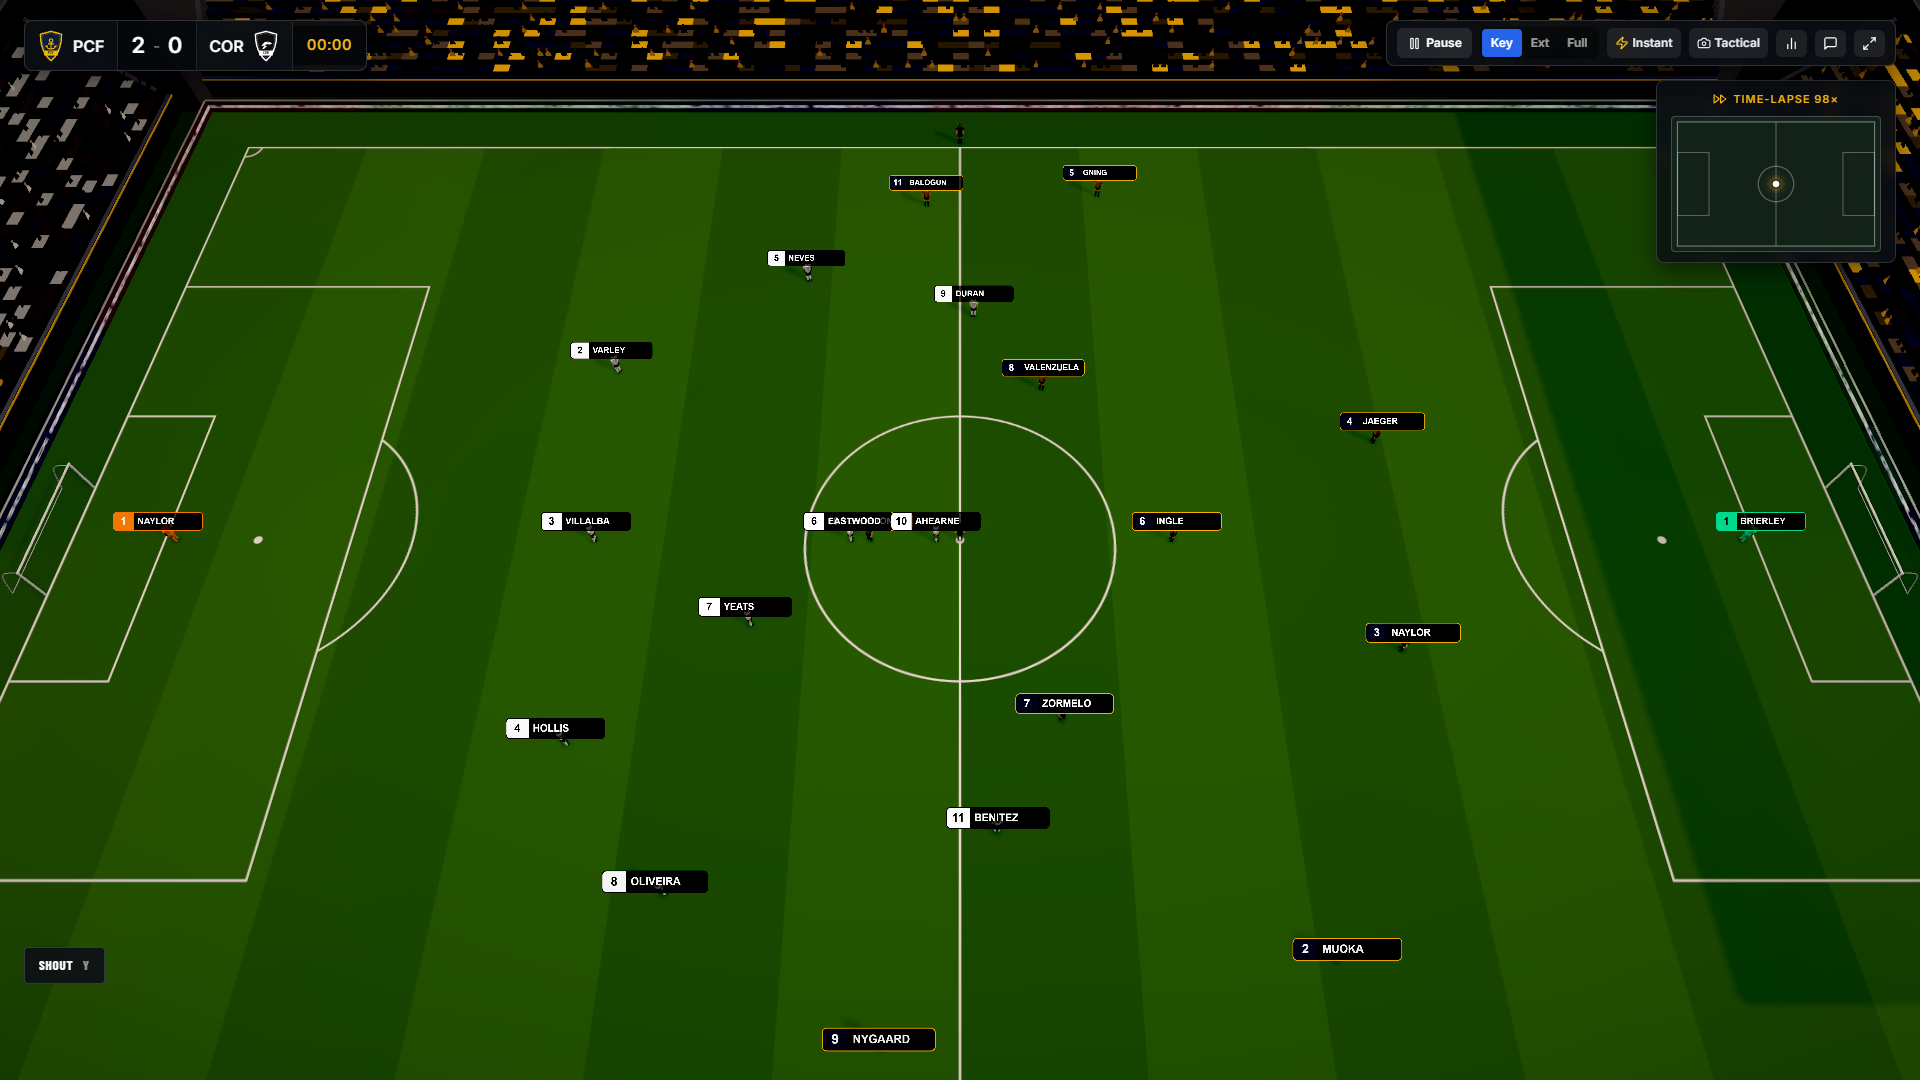 PCF 2 - 0 COR 00:00
Pause Key Ext Full Instant Tactical
TIME-LAPSE 98×
11 BALOGUN
5 GNING
5 NEVES
9 DURAN
2 VARLEY
8 VALENZUELA
4 JAEGER
1 NAYLOR
3 VILLALBA
6 EASTWOOD
10 AHEARNE
6 INGLE
1 BRIERLEY
7 YEATS
3 NAYLOR
7 ZORMELO
4 HOLLIS
11 BENITEZ
8 OLIVEIRA
2 MUOKA
SHOUT Y
9 NYGAARD